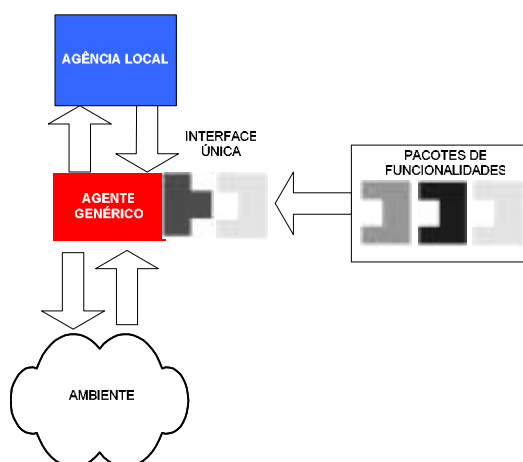 AGÊNCIA LOCAL
INTERFACE
ÚNICA
PACOTES DE
FUNCIONALIDADES
AGENTE
GENÉRICO
AMBIENTE